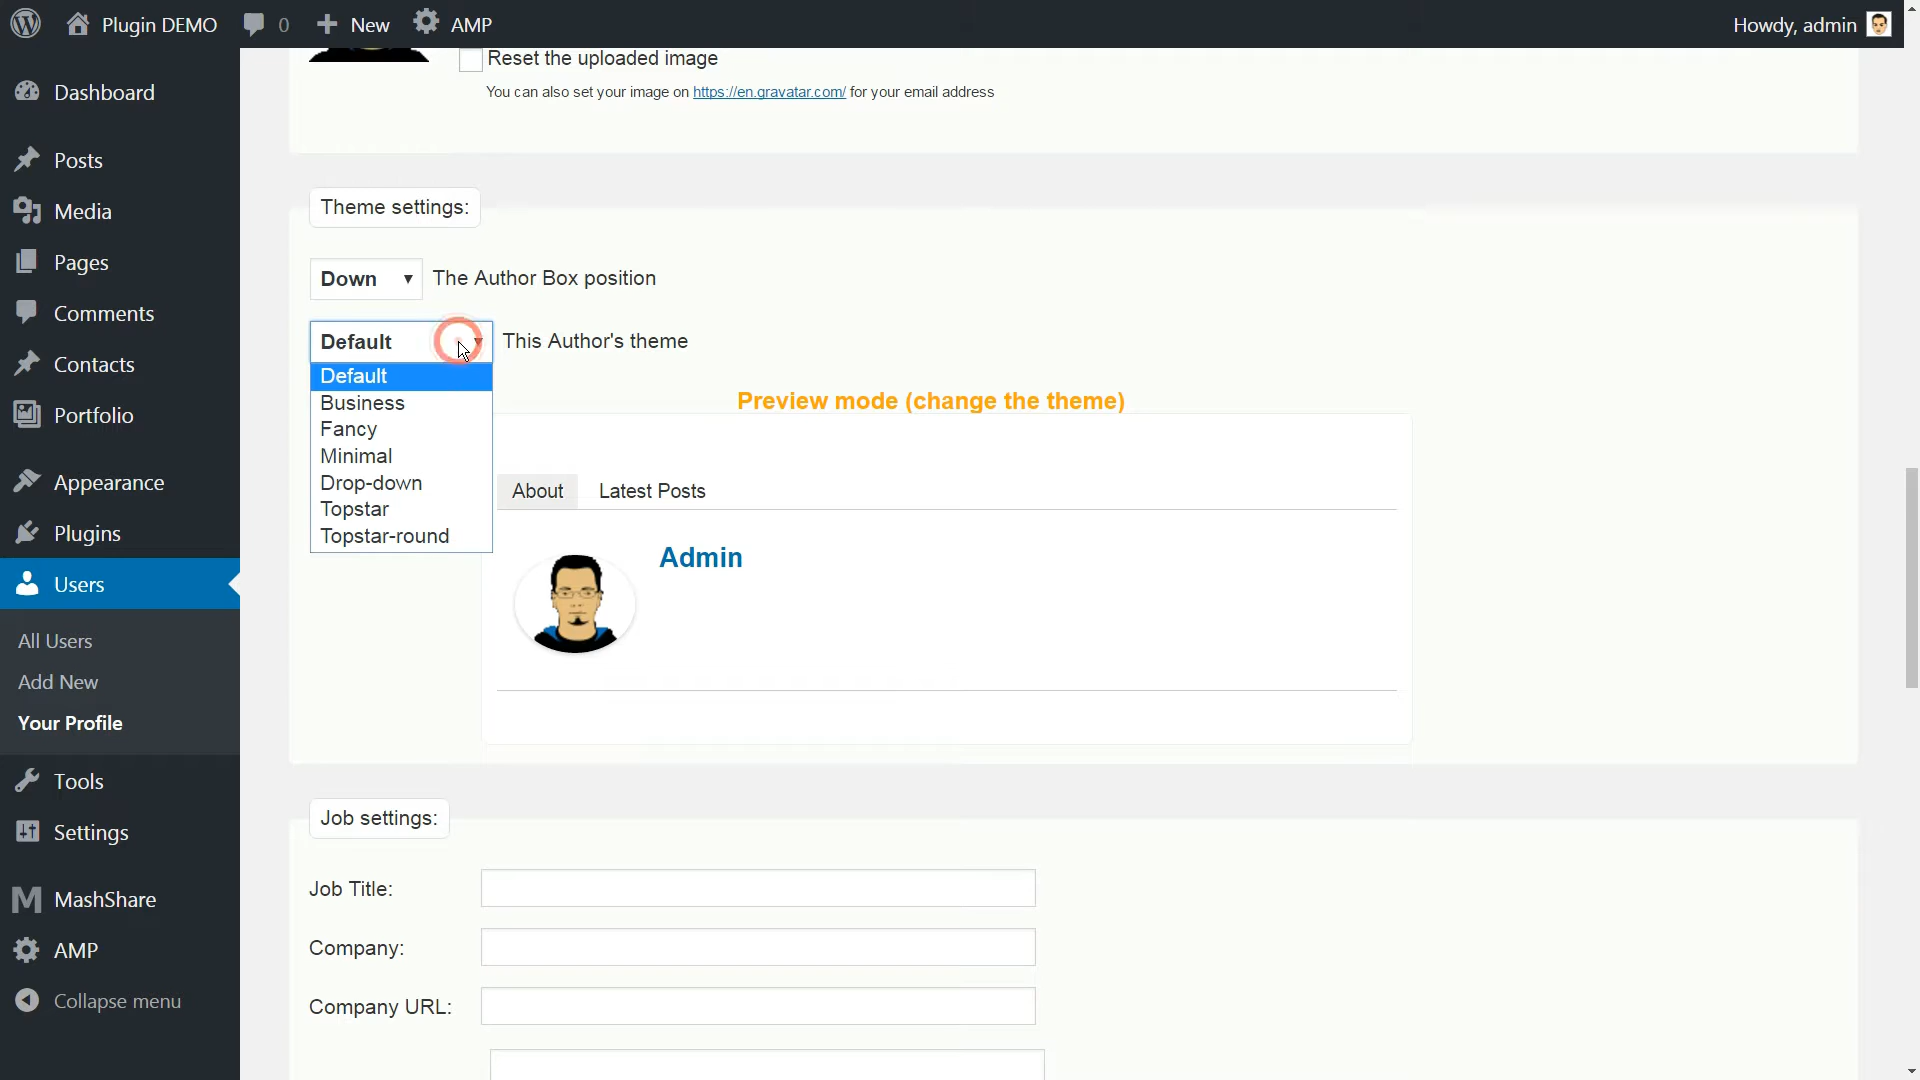 Plugin DEMO
0
New
AMP
Howdy, admin
Dashboard
Posts
Media
Pages
Comments
Contacts
Portfolio
Appearance
Plugins
Users
All Users
Add New
Your Profile
Tools
Settings
MashShare
AMP
Collapse menu
Reset the uploaded image
You can also set your image on https://en.gravatar.com/ for your email address
Theme settings:
Down ▼ The Author Box position
Default ▼ This Author's theme
Default
Business
Fancy
Minimal
Drop-down
Topstar
Topstar-round
Preview mode (change the theme)
About Latest Posts
Admin
Job settings:
Job Title:
Company:
Company URL: